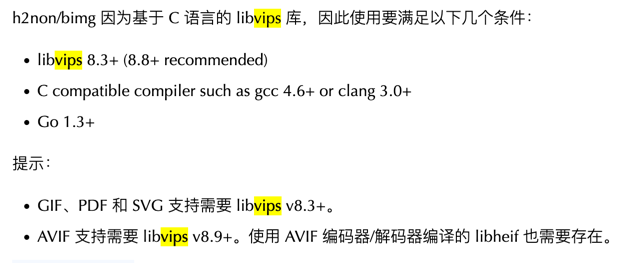 h2non/bimg 因为基于 C 语言的 libvips 库，因此使用要满足以下几个条件：
• libvips 8.3+ (8.8+ recommended)
• C compatible compiler such as gcc 4.6+ or clang 3.0+
• Go 1.3+
提示：
• GIF、PDF 和 SVG 支持需要 libvips v8.3+。
• AVIF 支持需要 libvips v8.9+。使用 AVIF 编码器/解码器编译的 libheif 也需要存在。